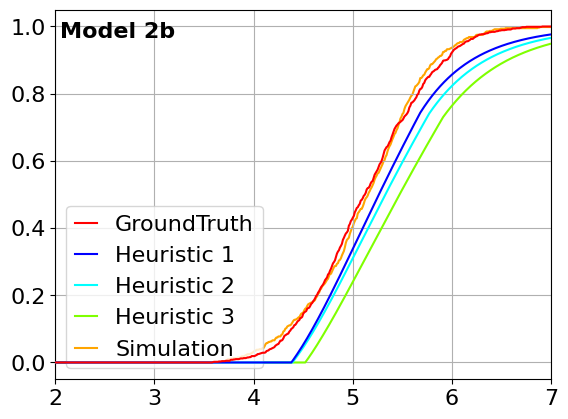 Model 2b
1.0
0.8
0.6
0.4
0.2
0.0
GroundTruth
Heuristic 1
Heuristic 2
Heuristic 3
Simulation
2 3 4 5 6 7